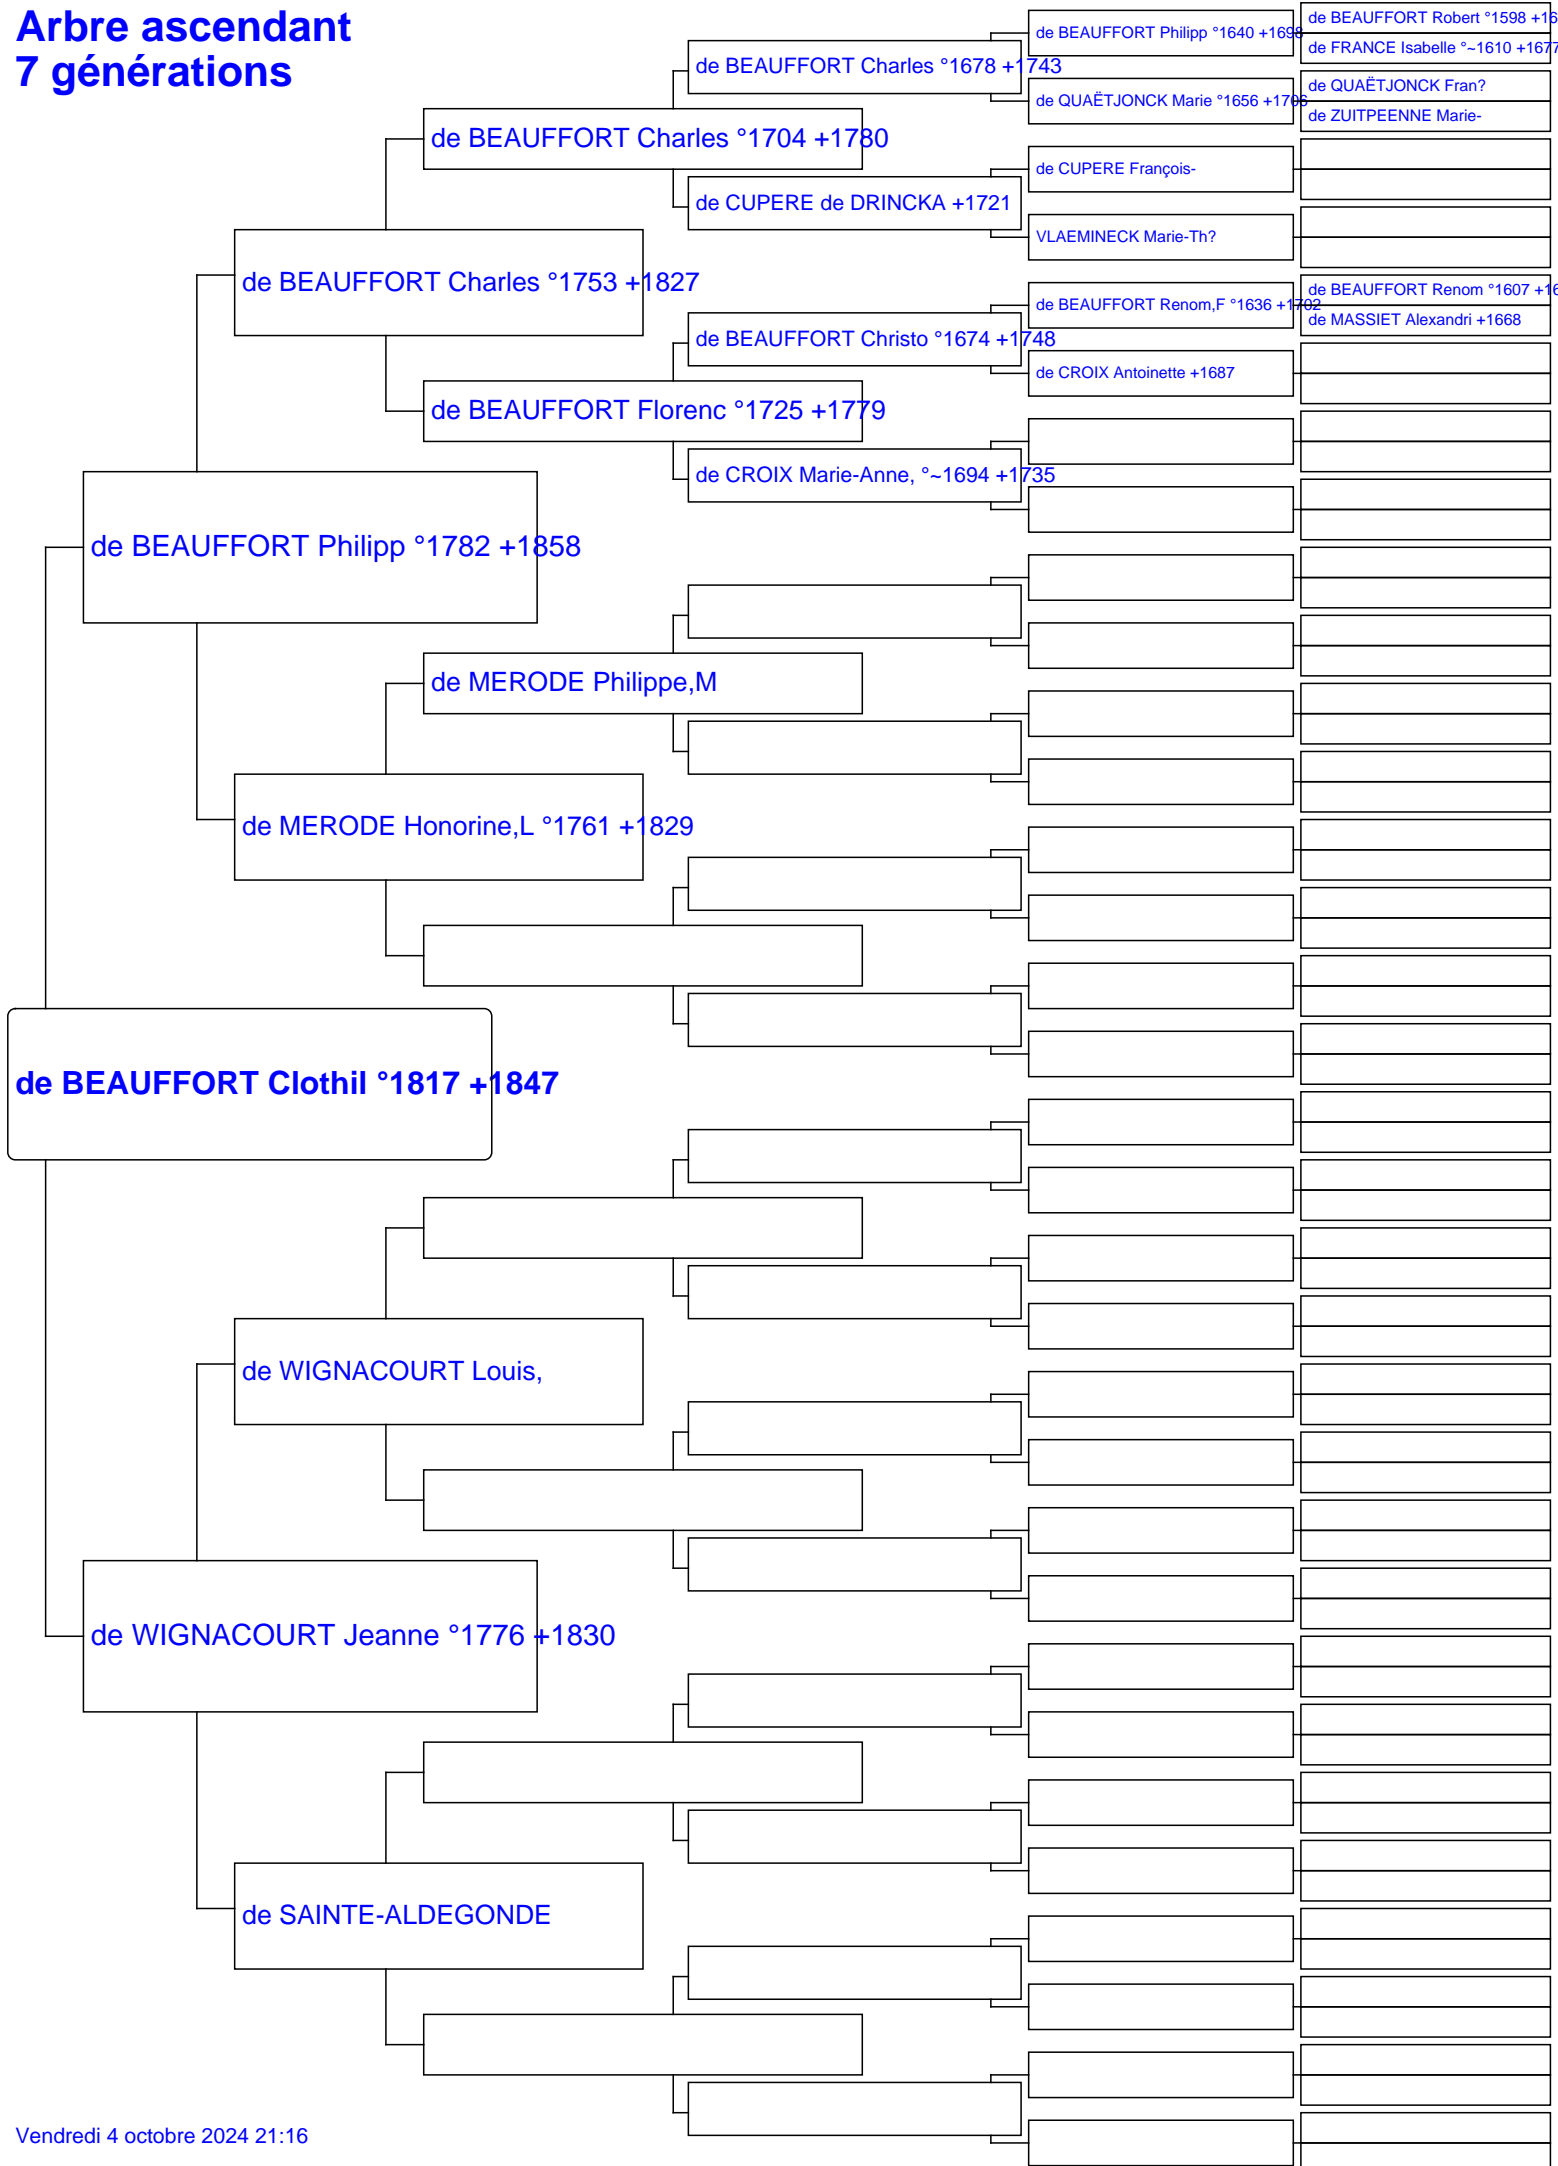 Arbre ascendant
7 générations
de BEAUFFORT Robert °1598 +16
de BEAUFFORT Philipp °1640 +1698
de FRANCE Isabelle °~1610 +1677
de BEAUFFORT Charles °1678 +1743
de QUAËTJONCK Fran?
de QUAËTJONCK Marie °1656 +1706
de ZUITPEENNE Marie-
de BEAUFFORT Charles °1704 +1780
de CUPERE François-
de CUPERE de DRINCKA +1721
VLAEMINECK Marie-Th?
de BEAUFFORT Charles °1753 +1827
de BEAUFFORT Renom °1607 +16
de BEAUFFORT Renom,F °1636 +1702
de MASSIET Alexandri +1668
de BEAUFFORT Christo °1674 +1748
de CROIX Antoinette +1687
de BEAUFFORT Florenc °1725 +1779
de CROIX Marie-Anne, °~1694 +1735
de BEAUFFORT Philipp °1782 +1858
de MERODE Philippe,M
de MERODE Honorine,L °1761 +1829
de BEAUFFORT Clothil °1817 +1847
de WIGNACOURT Louis,
de WIGNACOURT Jeanne °1776 +1830
de SAINTE-ALDEGONDE
Vendredi 4 octobre 2024 21:16